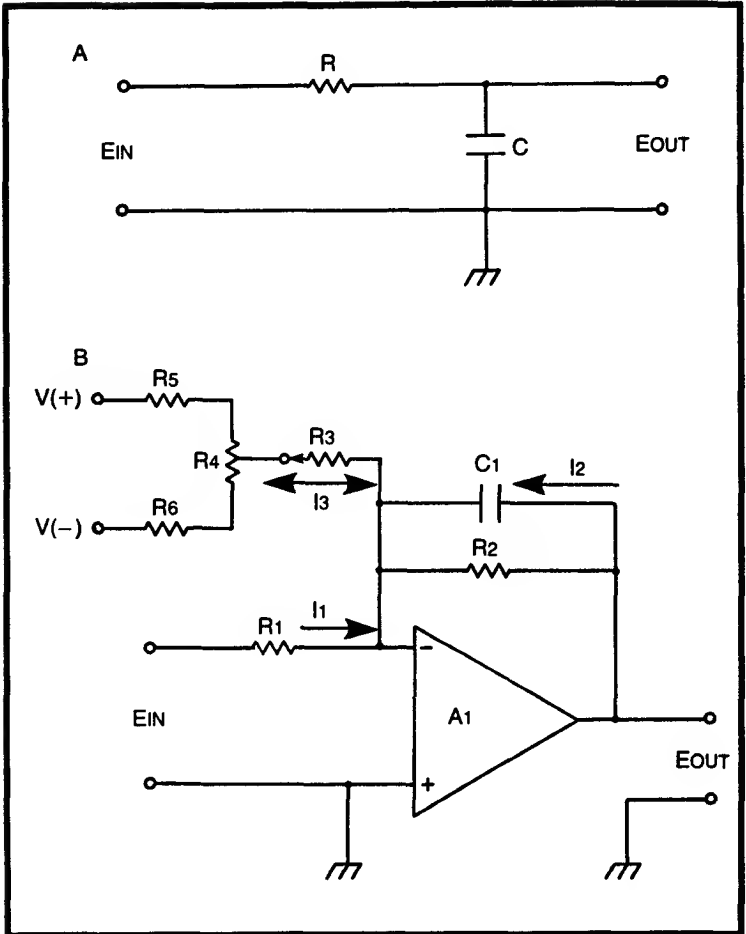 A
R
C
EIN
EOUT
B
V(+)
R5
R4
R3
I3
V(−)
R6
C1
I2
R2
R1
I1
−
A1
+
EIN
EOUT